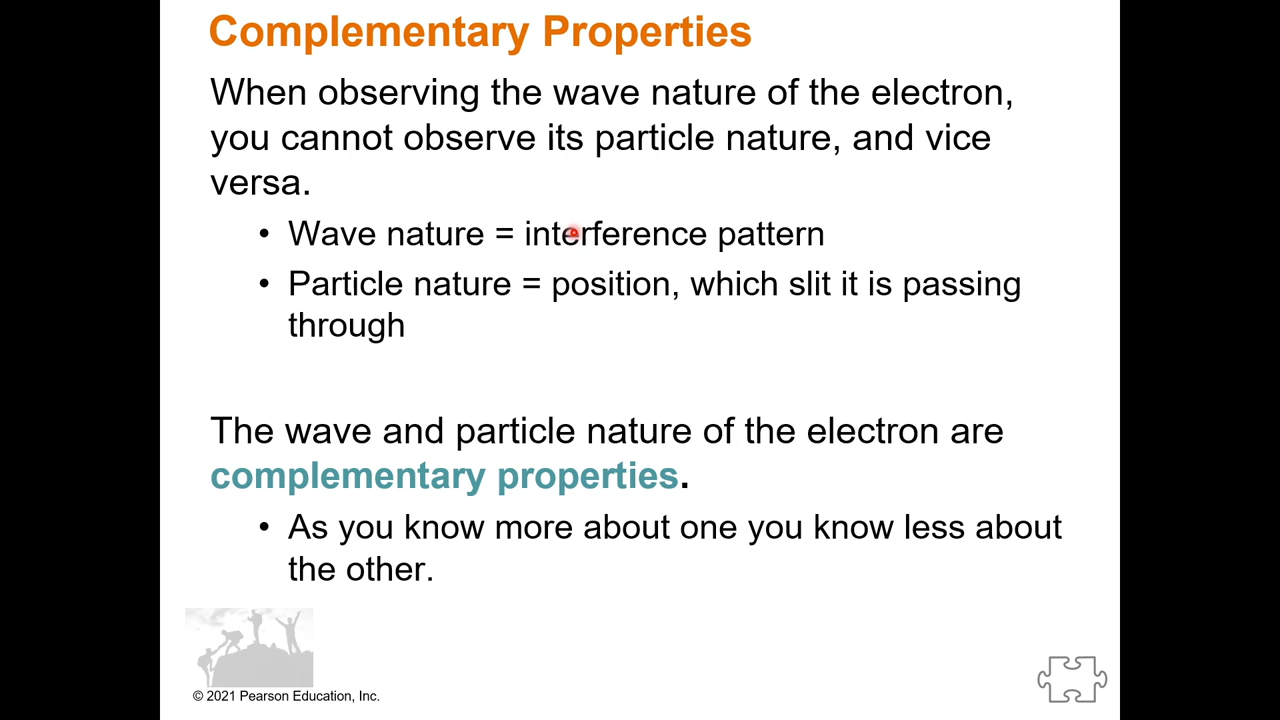 Complementary Properties
When observing the wave nature of the electron,
you cannot observe its particle nature, and vice
versa.
• Wave nature = interference pattern
• Particle nature = position, which slit it is passing
through
The wave and particle nature of the electron are
complementary properties.
• As you know more about one you know less about
the other.
© 2021 Pearson Education, Inc.